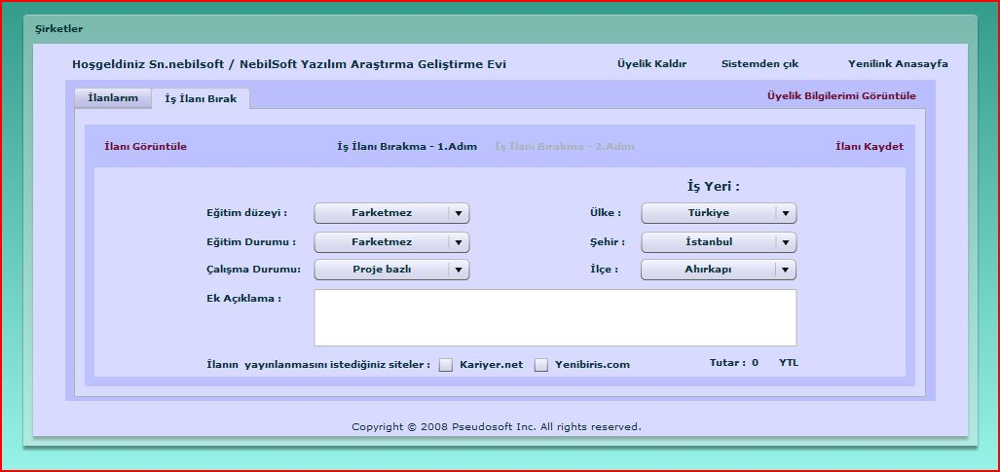 Şirketler
Hoşgeldiniz Sn.nebilsoft / NebilSoft Yazılım Araştırma Geliştirme Evi Üyelik Kaldır Sistemden çık Yenilink Anasayfa
İlanlarım İş İlanı Bırak Üyelik Bilgilerimi Görüntüle
İlanı Görüntüle İş İlanı Bırakma - 1.Adım İş İlanı Bırakma - 2.Adım İlanı Kaydet
İş Yeri :
Eğitim düzeyi : Farketmez Ülke : Türkiye
Eğitim Durumu : Farketmez Şehir : İstanbul
Çalışma Durumu: Proje bazlı İlçe : Ahırkapı
Ek Açıklama :
İlanın yayınlanmasını istediğiniz siteler : Kariyer.net Yenibiris.com Tutar : 0 YTL
Copyright © 2008 Pseudosoft Inc. All rights reserved.